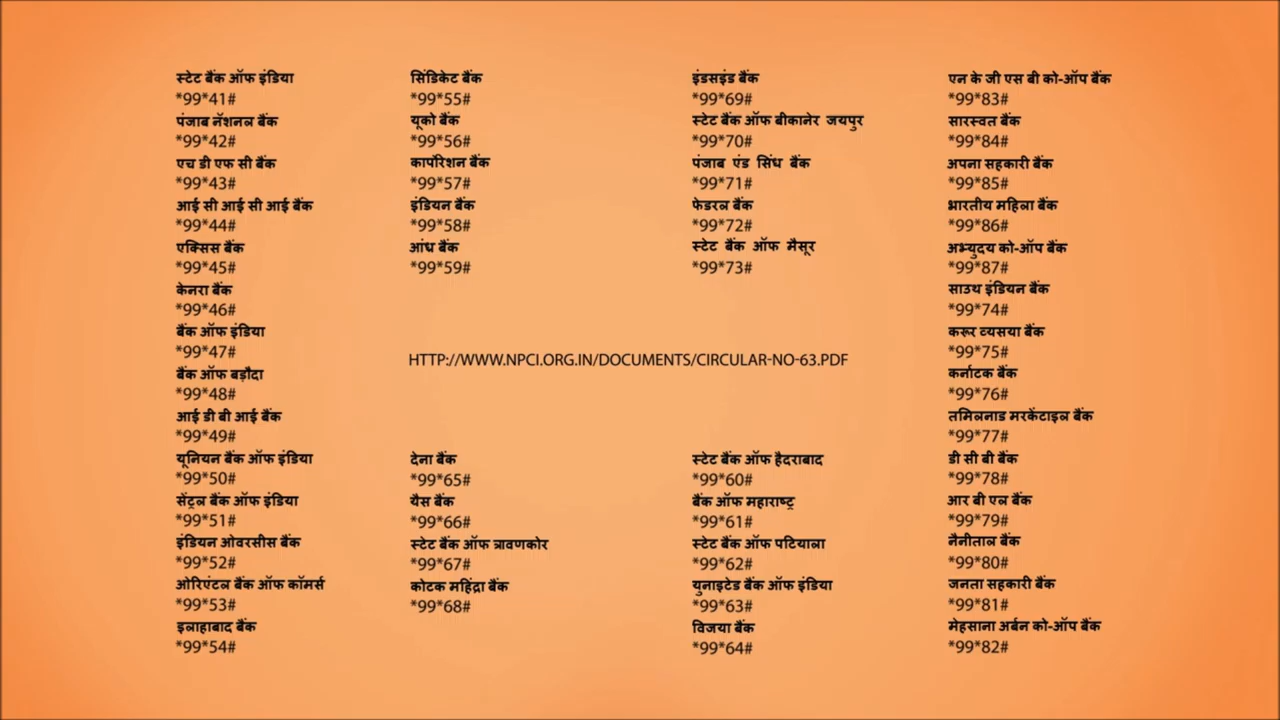 स्टेट बैंक ऑफ इंडिया
*99*41#
पंजाब नॅशनल बैंक
*99*42#
एच डी एफ सी बैंक
*99*43#
आई सी आई सी आई बैंक
*99*44#
एक्सिस बैंक
*99*45#
केनरा बैंक
*99*46#
बैंक ऑफ इंडिया
*99*47#
बैंक ऑफ बड़ौदा
*99*48#
आई डी बी आई बैंक
*99*49#
यूनियन बैंक ऑफ इंडिया
*99*50#
सेंट्रल बैंक ऑफ इंडिया
*99*51#
इंडियन ओवरसीस बैंक
*99*52#
ओरिएंटल बैंक ऑफ कॉमर्स
*99*53#
इलाहाबाद बैंक
*99*54#
सिंडिकेट बैंक
*99*55#
यूको बैंक
*99*56#
कार्पोरेशन बैंक
*99*57#
इंडियन बैंक
*99*58#
आंध्र बैंक
*99*59#
इंडसइंड बैंक
*99*69#
स्टेट बैंक ऑफ बीकानेर जयपुर
*99*70#
पंजाब एंड सिंध बैंक
*99*71#
फेडरल बैंक
*99*72#
स्टेट बैंक ऑफ मैसूर
*99*73#
HTTP://WWW.NPCI.ORG.IN/DOCUMENTS/CIRCULAR-NO-63.PDF
देना बैंक
*99*65#
यैस बैंक
*99*66#
स्टेट बैंक ऑफ त्रावणकोर
*99*67#
कोटक महिंद्रा बैंक
*99*68#
स्टेट बैंक ऑफ हैदराबाद
*99*60#
बैंक ऑफ महाराष्ट्र
*99*61#
स्टेट बैंक ऑफ पटियाला
*99*62#
युनाइटेड बैंक ऑफ इंडिया
*99*63#
विजया बैंक
*99*64#
एन के जी एस बी को-ऑप बैंक
*99*83#
सारस्वत बैंक
*99*84#
अपना सहकारी बैंक
*99*85#
भारतीय महिला बैंक
*99*86#
अभ्युदय को-ऑप बैंक
*99*87#
साउथ इंडियन बैंक
*99*74#
करूर व्यसया बैंक
*99*75#
कर्नाटक बैंक
*99*76#
तमिलनाड मरकेंटाइल बैंक
*99*77#
डी सी बी बैंक
*99*78#
आर बी एल बैंक
*99*79#
नैनीताल बैंक
*99*80#
जनता सहकारी बैंक
*99*81#
मेहसाना अर्बन को-ऑप बैंक
*99*82#